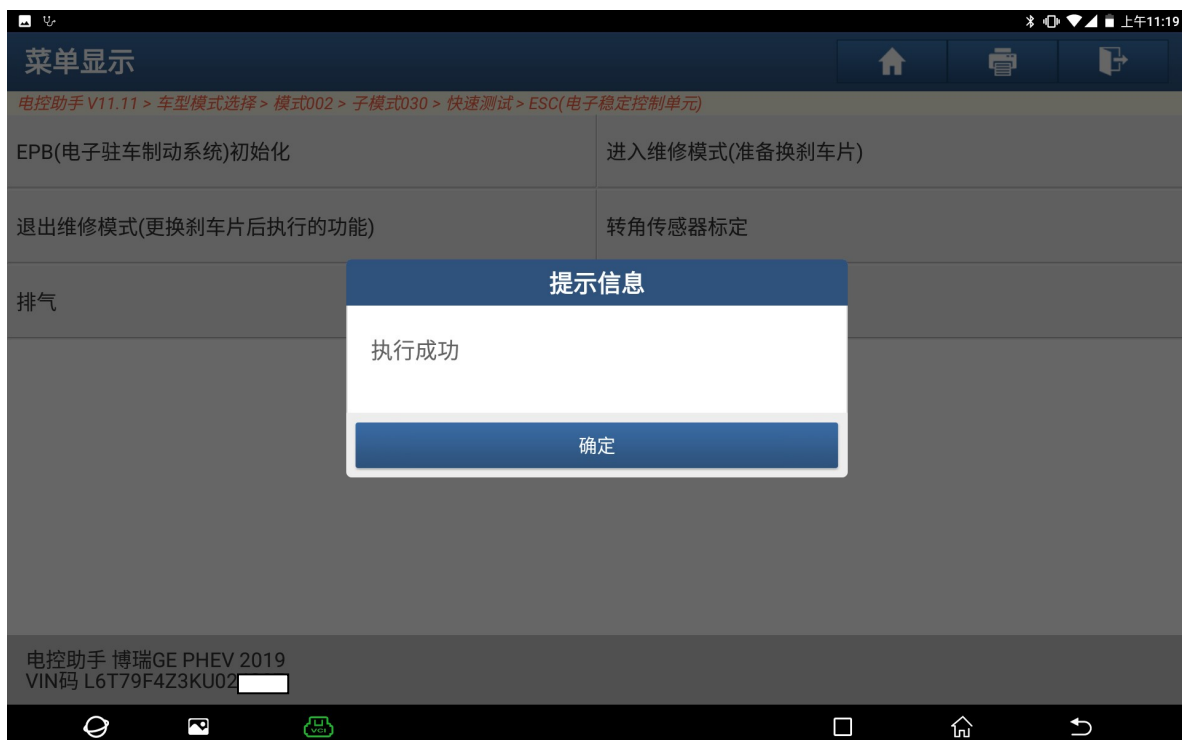 上午11:19
菜单显示
电控助手 V11.11 > 车型模式选择 > 模式002 > 子模式030 > 快速测试 > ESC(电子稳定控制单元)
EPB(电子驻车制动系统)初始化
进入维修模式(准备换刹车片)
退出维修模式(更换刹车片后执行的功能)
转角传感器标定
排气
提示信息
执行成功
确定
电控助手 博瑞GE PHEV 2019
VIN码 L6T79F4Z3KU02
VCI